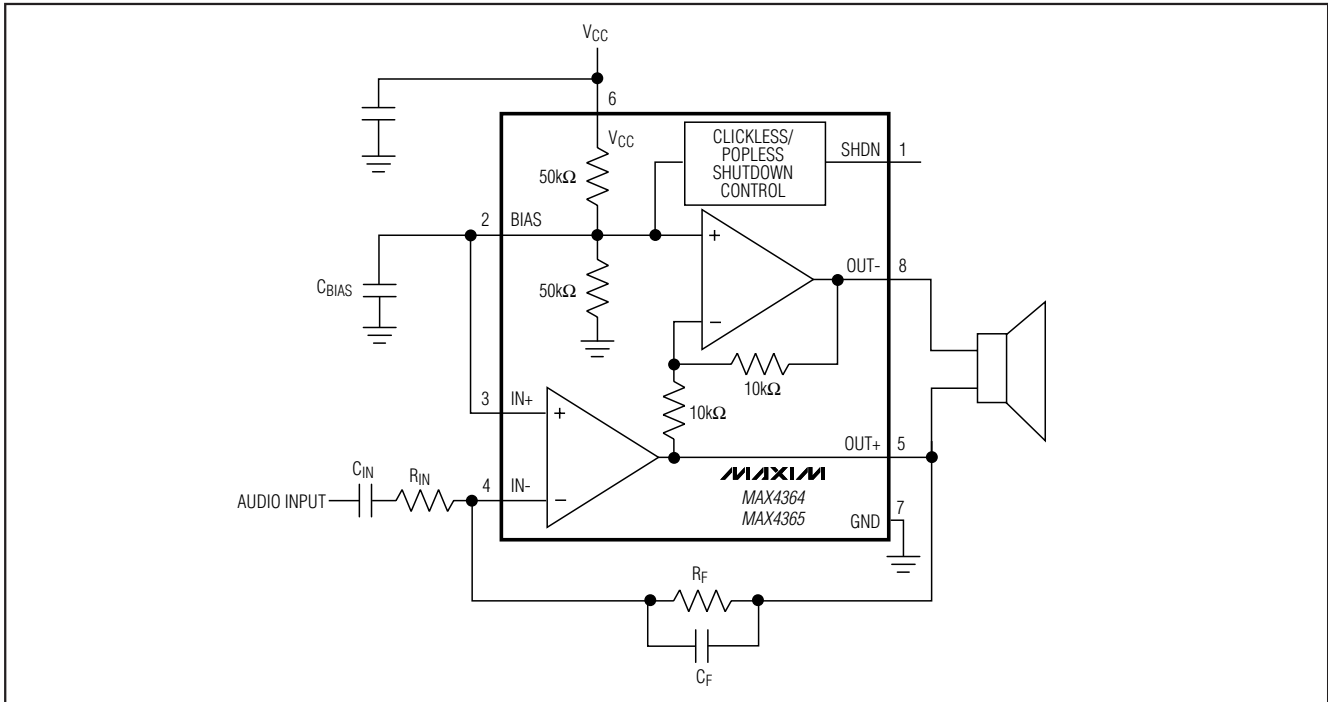 VCC
6
VCC
CLICKLESS/
POPLESS
SHUTDOWN
CONTROL
SHDN
1
50kΩ
2
BIAS
+
OUT-
8
CBIAS
50kΩ
−
10kΩ
10kΩ
3
IN+
+
OUT+
5
CIN
RIN
MAXIM
AUDIO INPUT
4
IN-
−
MAX4364
MAX4365
7
GND
RF
CF